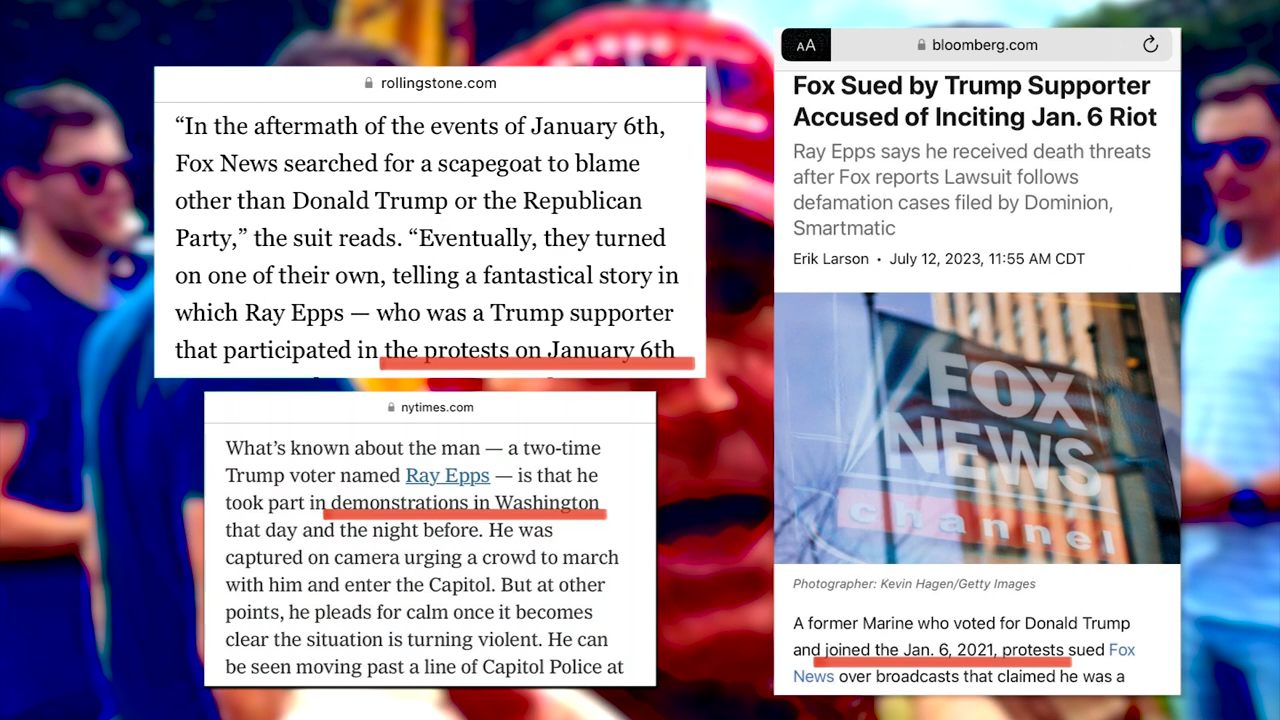 rollingstone.com
“In the aftermath of the events of January 6th,
Fox News searched for a scapegoat to blame
other than Donald Trump or the Republican
Party,” the suit reads. “Eventually, they turned
on one of their own, telling a fantastical story in
which Ray Epps — who was a Trump supporter
that participated in the protests on January 6th
nytimes.com
What’s known about the man — a two-time
Trump voter named Ray Epps — is that he
took part in demonstrations in Washington
that day and the night before. He was
captured on camera urging a crowd to march
with him and enter the Capitol. But at other
points, he pleads for calm once it becomes
clear the situation is turning violent. He can
be seen moving past a line of Capitol Police at
AA
bloomberg.com
Fox Sued by Trump Supporter
Accused of Inciting Jan. 6 Riot
Ray Epps says he received death threats
after Fox reports Lawsuit follows
defamation cases filed by Dominion,
Smartmatic
Erik Larson • July 12, 2023, 11:55 AM CDT
FOX
NEWS
channel
Photographer: Kevin Hagen/Getty Images
A former Marine who voted for Donald Trump
and joined the Jan. 6, 2021, protests sued Fox
News over broadcasts that claimed he was a